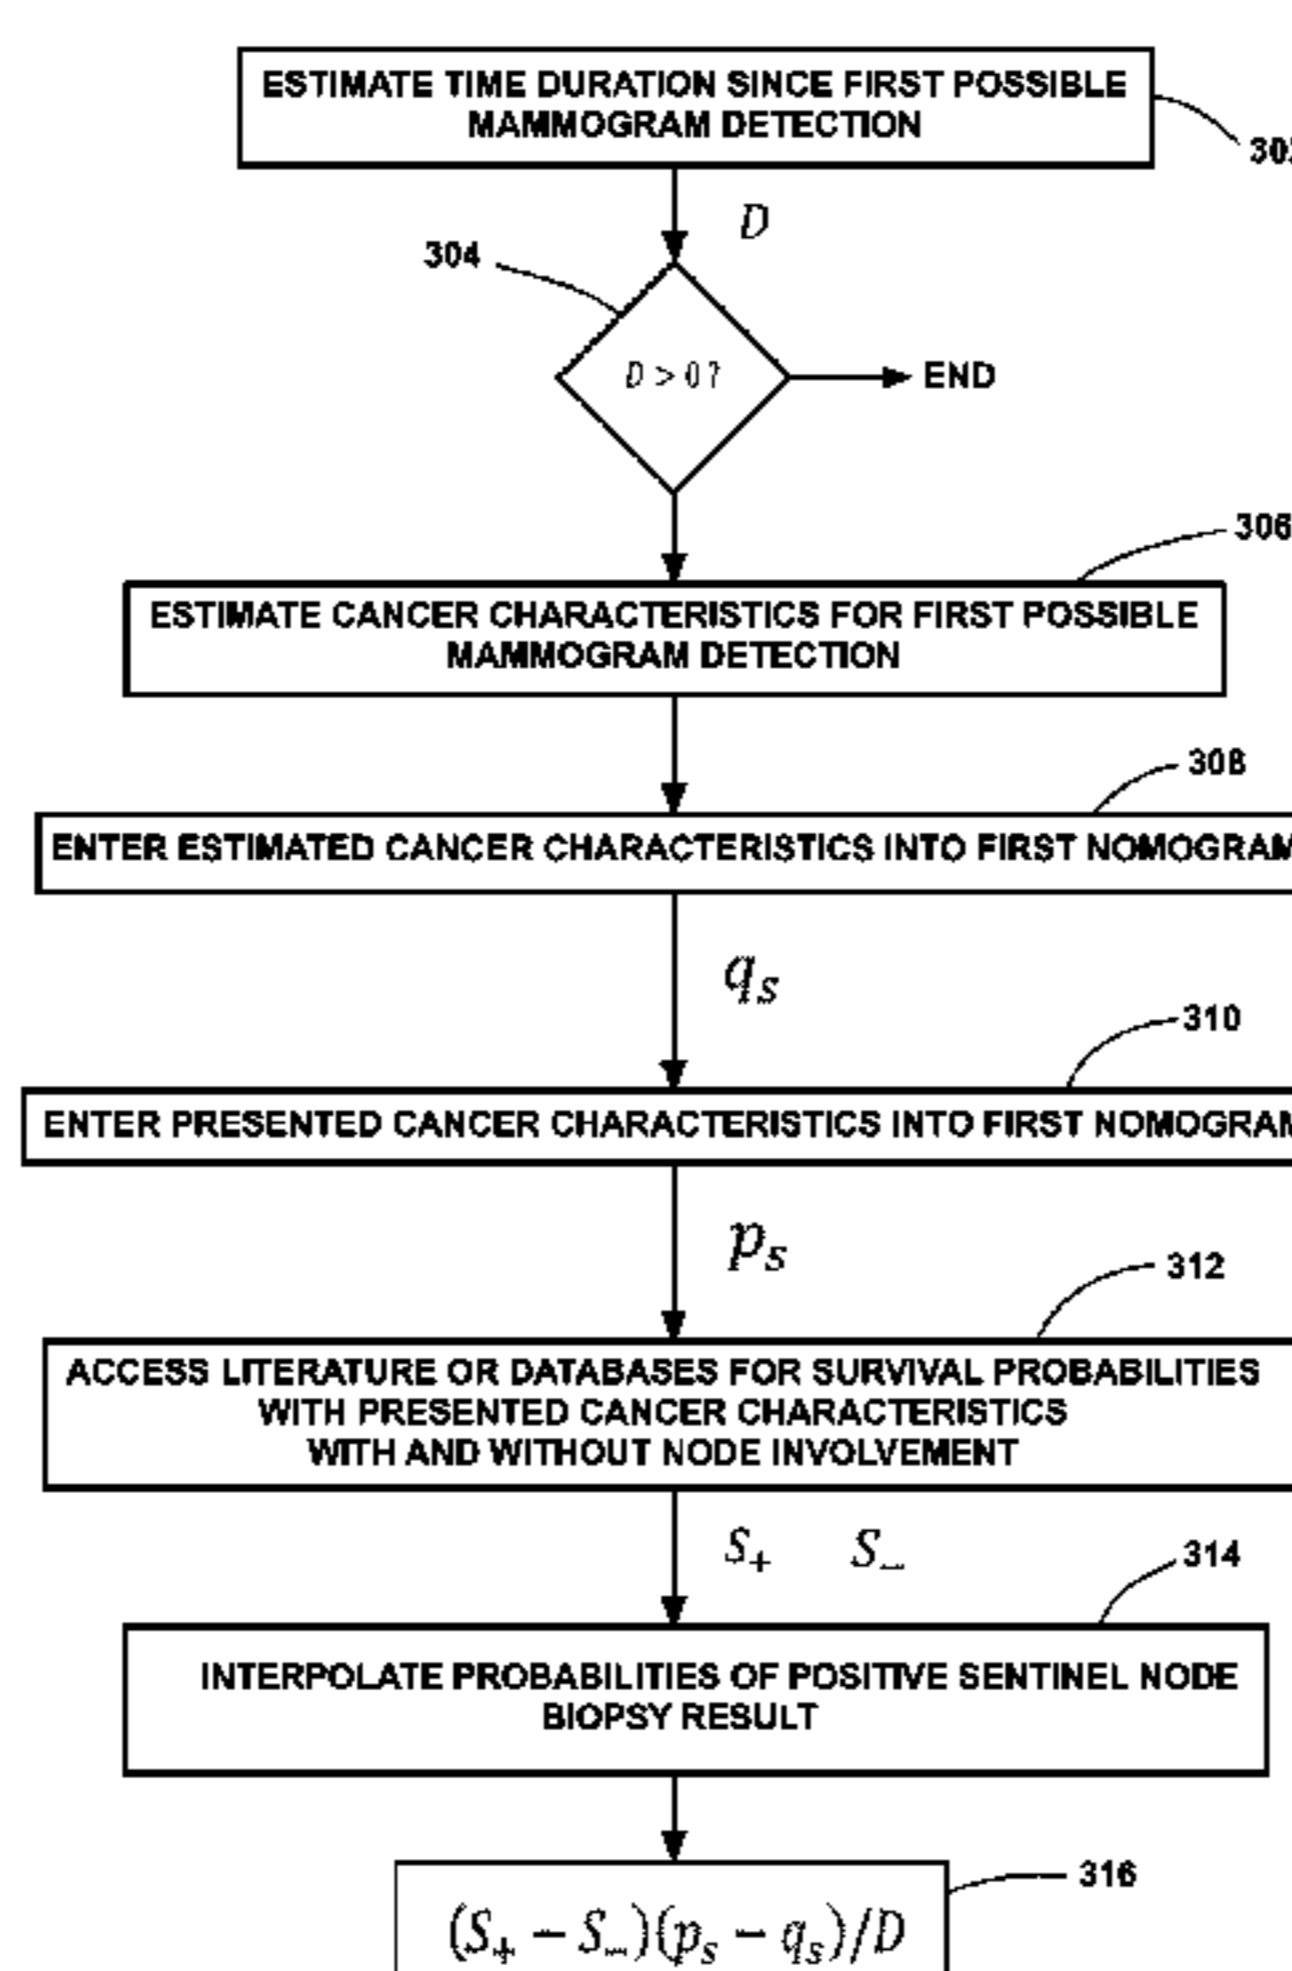 ESTIMATE TIME DURATION SINCE FIRST POSSIBLE
MAMMOGRAM DETECTION
D
304
D > 0 ?
END
306
ESTIMATE CANCER CHARACTERISTICS FOR FIRST POSSIBLE
MAMMOGRAM DETECTION
308
ENTER ESTIMATED CANCER CHARACTERISTICS INTO FIRST NOMOGRAM
q_s
310
ENTER PRESENTED CANCER CHARACTERISTICS INTO FIRST NOMOGRAM
p_s
312
ACCESS LITERATURE OR DATABASES FOR SURVIVAL PROBABILITIES
WITH PRESENTED CANCER CHARACTERISTICS
WITH AND WITHOUT NODE INVOLVEMENT
S_+ S_-
314
INTERPOLATE PROBABILITIES OF POSITIVE SENTINEL NODE
BIOPSY RESULT
316
(S_+ - S_-)(p_s - q_s)/D